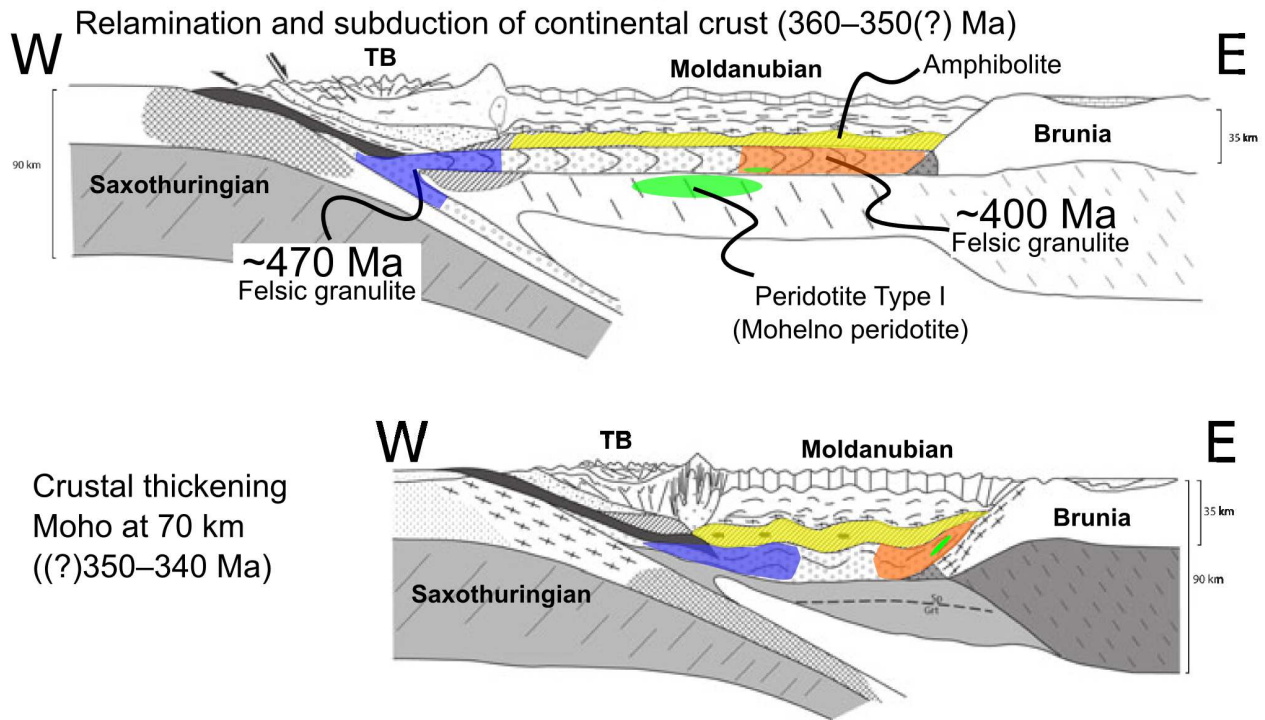 Relamination and subduction of continental crust (360–350(?) Ma)
W
E
TB
Moldanubian
Amphibolite
Brunia
35 km
90 km
Saxothuringian
~470 Ma
Felsic granulite
~400 Ma
Felsic granulite
Peridotite Type I
(Mohelno peridotite)
W
E
TB
Moldanubian
Crustal thickening
Moho at 70 km
((?)350–340 Ma)
35 km
Brunia
90 km
Saxothuringian
Sp
Grt